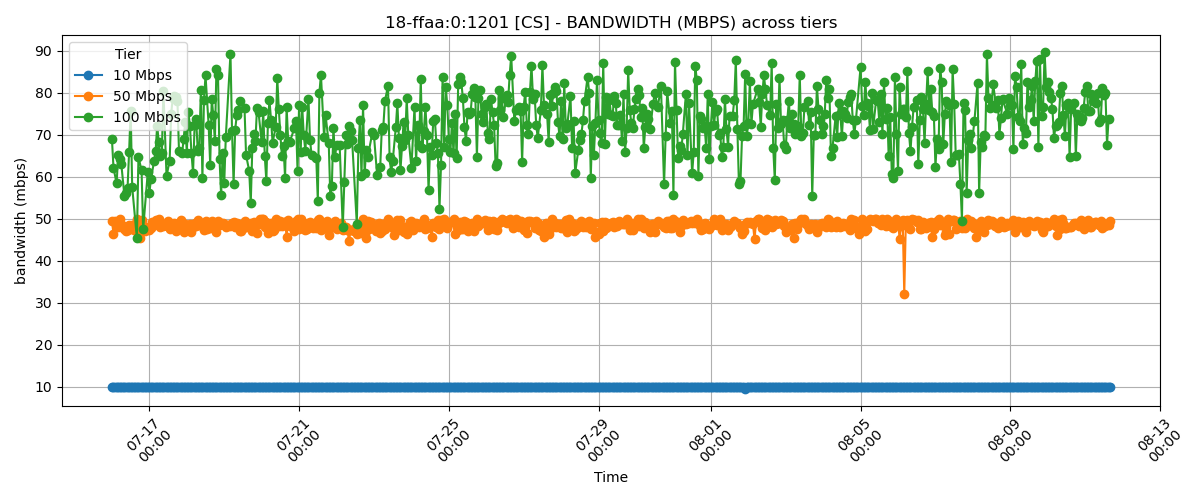 18-ffaa:0:1201 [CS] - BANDWIDTH (MBPS) across tiers
Tier
10 Mbps
50 Mbps
100 Mbps
bandwidth (mbps)
90
80
70
60
50
40
30
20
10
07-17 00:00
07-21 00:00
07-25 00:00
07-29 00:00
08-01 00:00
08-05 00:00
08-09 00:00
08-13 00:00
Time